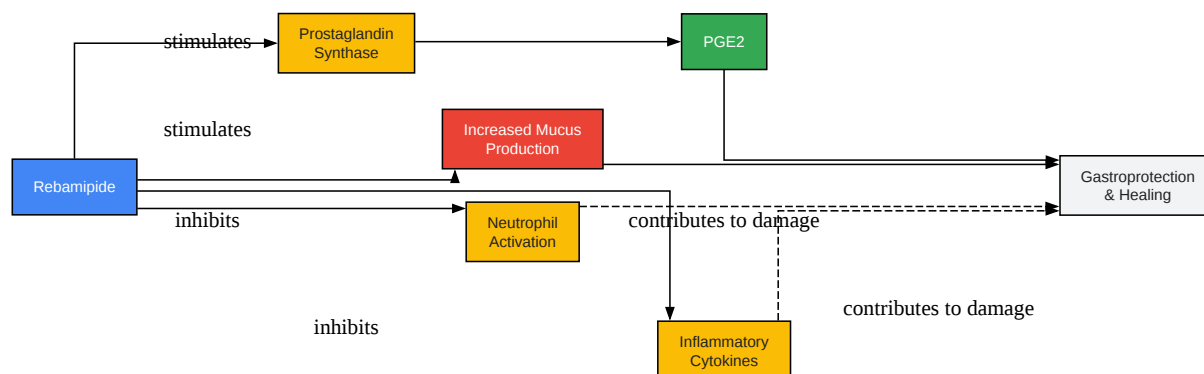 stimulates
Prostaglandin
Synthase
PGE2
stimulates
Increased Mucus
Production
Rebamipide
Gastroprotection
& Healing
inhibits
Neutrophil
Activation
contributes to damage
contributes to damage
inhibits
Inflammatory
Cytokines